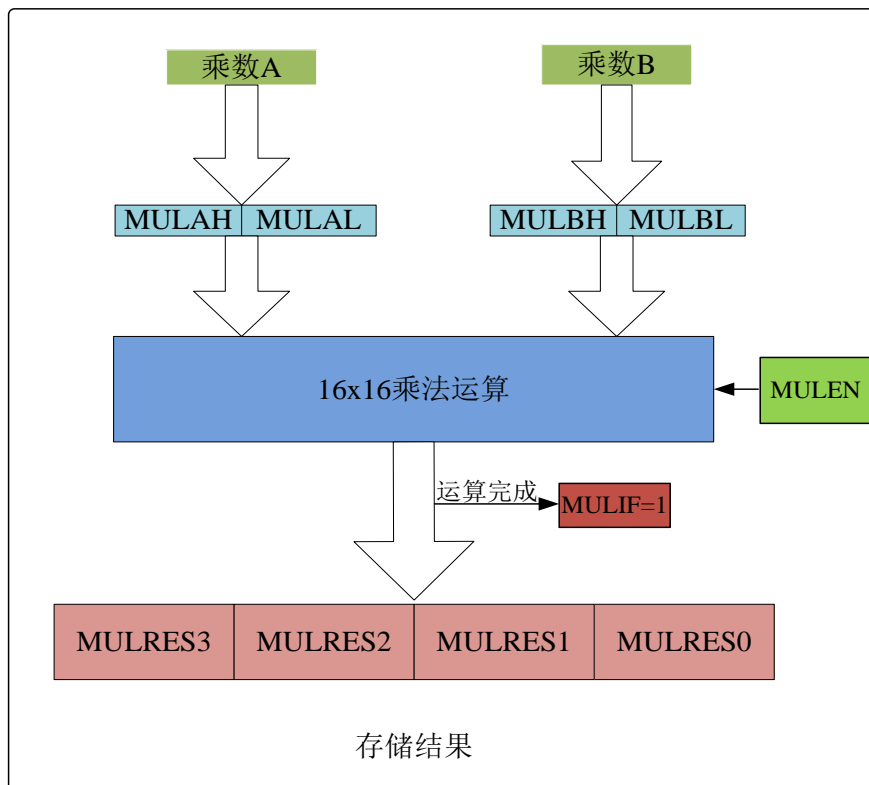 乘数A 乘数B
MULAH MULAL MULBH MULBL
16x16乘法运算 MULEN
运算完成 MULIF=1
MULRES3 MULRES2 MULRES1 MULRES0
存储结果